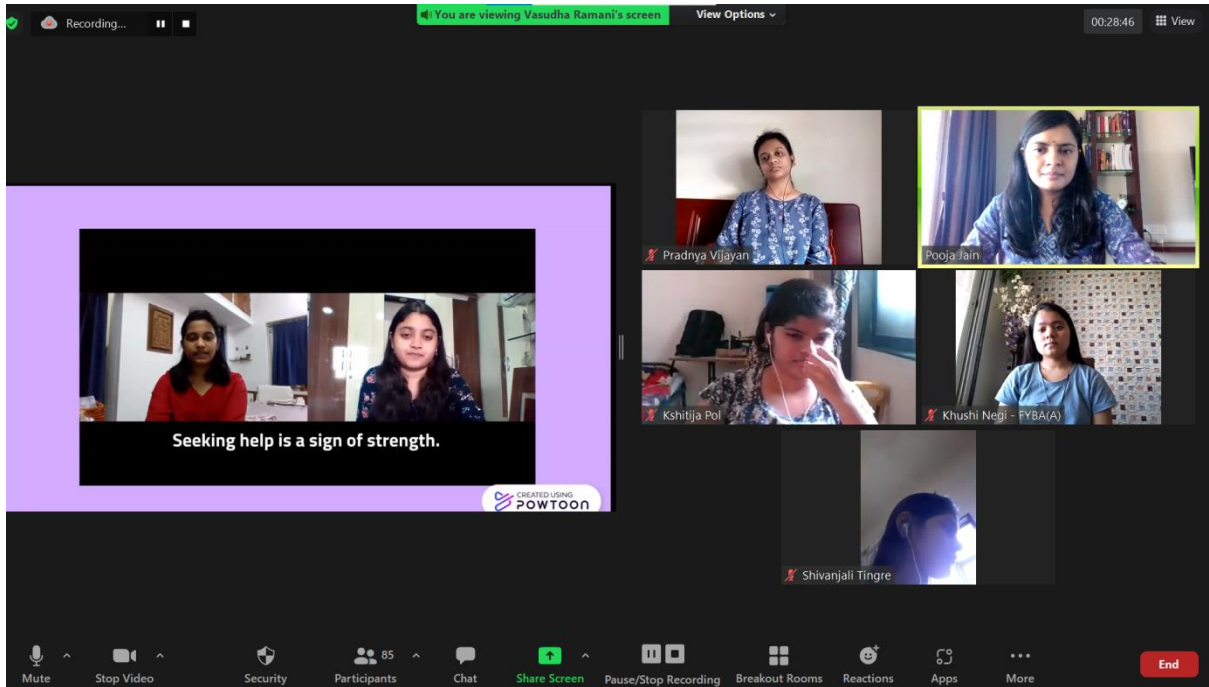 Recording...
You are viewing Vasudha Ramani's screen
View Options
00:28:46
View
Pradnya Vijayan
Pooja Jain
Seeking help is a sign of strength.
Kshitija Pol
Khushi Negi - FYBA(A)
CREATED USING
POWTOON
Shivanjali Tingre
Mute
Stop Video
Security
85
Participants
Chat
Share Screen
Pause/Stop Recording
Breakout Rooms
Reactions
Apps
More
End